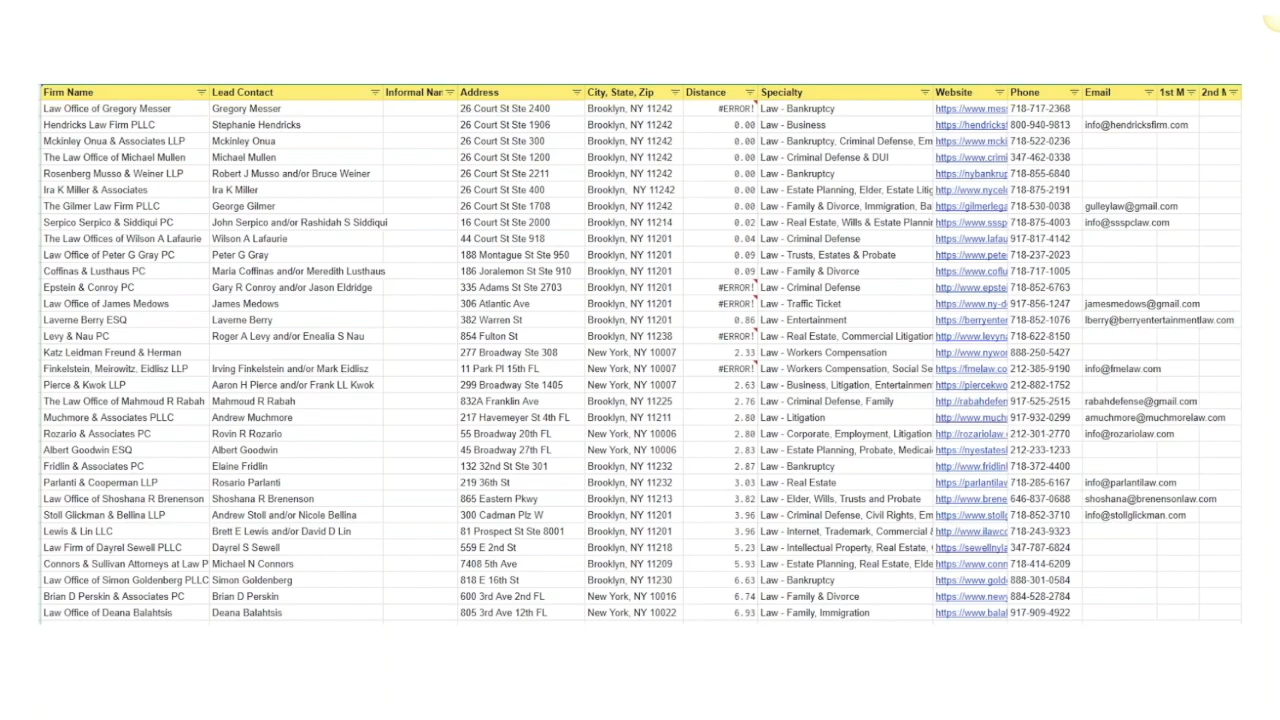 Firm Name Lead Contact Informal Nar Address City, State, Zip Distance Specialty Website Phone Email 1st M 2nd M
Law Office of Gregory Messer Gregory Messer 26 Court St Ste 2400 Brooklyn, NY 11242 #ERROR! Law - Bankruptcy https://www.mes 718-717-2368
Hendricks Law Firm PLLC Stephanie Hendricks 26 Court St Ste 1906 Brooklyn, NY 11242 0.00 Law - Business https://hendricksf 800-940-9813 info@hendricksfirm.com
Mckinley Onua & Associates LLP Mckinley Onua 26 Court St Ste 300 Brooklyn, NY 11242 0.00 Law - Bankruptcy, Criminal Defense, Em https://www.mcki 718-522-0236
The Law Office of Michael Mullen Michael Mullen 26 Court St Ste 1200 Brooklyn, NY 11242 0.00 Law - Criminal Defense & DUI https://www.crimi 347-462-0338
Rosenberg Musso & Weiner LLP Robert J Musso and/or Bruce Weiner 26 Court St Ste 2211 Brooklyn, NY 11242 0.00 Law - Bankruptcy https://nybankrup 718-855-6840
Ira K Miller & Associates Ira K Miller 26 Court St Ste 400 Brooklyn, NY 11242 0.00 Law - Estate Planning, Elder, Estate Litig http://www.nycel 718-875-2191
The Gilmer Law Firm PLLC George Gilmer 26 Court St Ste 1708 Brooklyn, NY 11242 0.00 Law - Family & Divorce, Immigration, Ba https://gilmerlega 718-530-0038 gulleylaw@gmail.com
Serpico Serpico & Siddiqui PC John Serpico and/or Rashidah S Siddiqui 16 Court St Ste 2000 Brooklyn, NY 11214 0.02 Law - Real Estate, Wills & Estate Plannin https://www.sssp 718-875-4003 info@ssspclaw.com
The Law Offices of Wilson A Lafaurie Wilson A Lafaurie 44 Court St Ste 918 Brooklyn, NY 11201 0.04 Law - Criminal Defense https://www.lafau 917-817-4142
Law Office of Peter G Gray PC Peter G Gray 188 Montague St Ste 950 Brooklyn, NY 11201 0.09 Law - Trusts, Estates & Probate https://www.pete 718-237-2023
Coffinas & Lusthaus PC Maria Coffinas and/or Meredith Lusthaus 186 Joralemon St Ste 910 Brooklyn, NY 11201 0.09 Law - Family & Divorce https://www.coflu 718-717-1005
Epstein & Conroy PC Gary R Conroy and/or Jason Eldridge 335 Adams St Ste 2703 Brooklyn, NY 11201 #ERROR! Law - Criminal Defense http://www.epstei 718-852-6763
Law Office of James Medows James Medows 306 Atlantic Ave Brooklyn, NY 11201 #ERROR! Law - Traffic Ticket https://www.ny-d 917-856-1247 jamesmedows@gmail.com
Laverne Berry ESQ Laverne Berry 382 Warren St Brooklyn, NY 11201 0.86 Law - Entertainment https://berryenter 718-852-1076 lberry@berryentertainmentlaw.com
Levy & Nau PC Roger A Levy and/or Enealia S Nau 854 Fulton St Brooklyn, NY 11238 #ERROR! Law - Real Estate, Commercial Litigation http://www.levyn 718-622-8150
Katz Leidman Freund & Herman 277 Broadway Ste 308 New York, NY 10007 2.33 Law - Workers Compensation https://www.nywo 888-250-5427
Finkelstein, Meirowitz, Eidlisz LLP Irving Finkelstein and/or Mark Eidlisz 11 Park Pl 15th FL New York, NY 10007 #ERROR! Law - Workers Compensation, Social Se https://fmelaw.co 212-385-9190 info@fmelaw.com
Pierce & Kwok LLP Aaron H Pierce and/or Frank LL Kwok 299 Broadway Ste 1405 New York, NY 10007 2.63 Law - Business, Litigation, Entertainmen https://piercekwo 212-882-1752
The Law Office of Mahmoud R Rabah Mahmoud R Rabah 832A Franklin Ave Brooklyn, NY 11225 2.76 Law - Criminal Defense, Family http://rabahdefen 917-525-2515 rabahdefense@gmail.com
Muchmore & Associates PLLC Andrew Muchmore 217 Havemeyer St 4th FL Brooklyn, NY 11211 2.80 Law - Litigation http://www.much 917-932-0299 amuchmore@muchmorelaw.com
Rozario & Associates PC Rovin R Rozario 55 Broadway 20th FL New York, NY 10006 2.80 Law - Corporate, Employment, Litigation http://rozariolaw. 212-301-2770 info@rozariolaw.com
Albert Goodwin ESQ Albert Goodwin 45 Broadway 27th FL New York, NY 10006 2.83 Law - Estate Planning, Probate, Medicai https://nyestatesl 212-233-1233
Fridlin & Associates PC Elaine Fridlin 132 32nd St Ste 301 Brooklyn, NY 11232 2.87 Law - Bankruptcy http://www.fridlinl 718-372-4400
Parlanti & Cooperman LLP Rosario Parlanti 219 36th St Brooklyn, NY 11232 3.03 Law - Real Estate https://parlantilav 718-285-6167 info@parlantilaw.com
Law Office of Shoshana R Brenenson Shoshana R Brenenson 865 Eastern Pkwy Brooklyn, NY 11213 3.82 Law - Elder, Wills, Trusts and Probate http://www.brene 646-837-0688 shoshana@brenensonlaw.com
Stoll Glickman & Bellina LLP Andrew Stoll and/or Nicole Bellina 300 Cadman Plz W Brooklyn, NY 11201 3.96 Law - Criminal Defense, Civil Rights, Em https://www.stollg 718-852-3710 info@stollglickman.com
Lewis & Lin LLC Brett E Lewis and/or David D Lin 81 Prospect St Ste 8001 Brooklyn, NY 11201 3.96 Law - Internet, Trademark, Commercial & http://www.ilawcc 718-243-9323
Law Firm of Dayrel Sewell PLLC Dayrel S Sewell 559 E 2nd St Brooklyn, NY 11218 5.23 Law - Intellectual Property, Real Estate, https://sewellnyla 347-787-6824
Connors & Sullivan Attorneys at Law P Michael N Connors 7408 5th Ave Brooklyn, NY 11209 5.93 Law - Estate Planning, Real Estate, Elde https://www.conn 718-414-6209
Law Office of Simon Goldenberg PLLC Simon Goldenberg 818 E 16th St Brooklyn, NY 11230 6.63 Law - Bankruptcy https://www.gold 888-301-0584
Brian D Perskin & Associates PC Brian D Perskin 600 3rd Ave 2nd FL New York, NY 10016 6.74 Law - Family & Divorce https://www.newy 884-528-2784
Law Office of Deana Balahtsis Deana Balahtsis 805 3rd Ave 12th FL New York, NY 10022 6.93 Law - Family, Immigration https://www.balal 917-909-4922